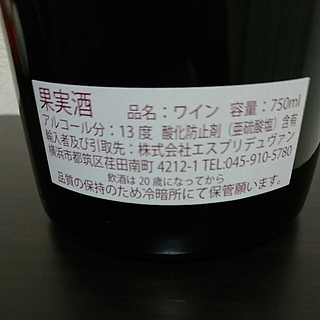 果実酒 品名：ワイン 容量：750ml
アルコール分：13度 酸化防止剤（亜硫酸塩）含有
輸入者及び引取先：株式会社エスプリデュヴァン
横浜市都筑区荏田南町 4212-1 TEL:045-910-5780
飲酒は20歳になってから
品質の保持のため冷暗所にて保管願います。